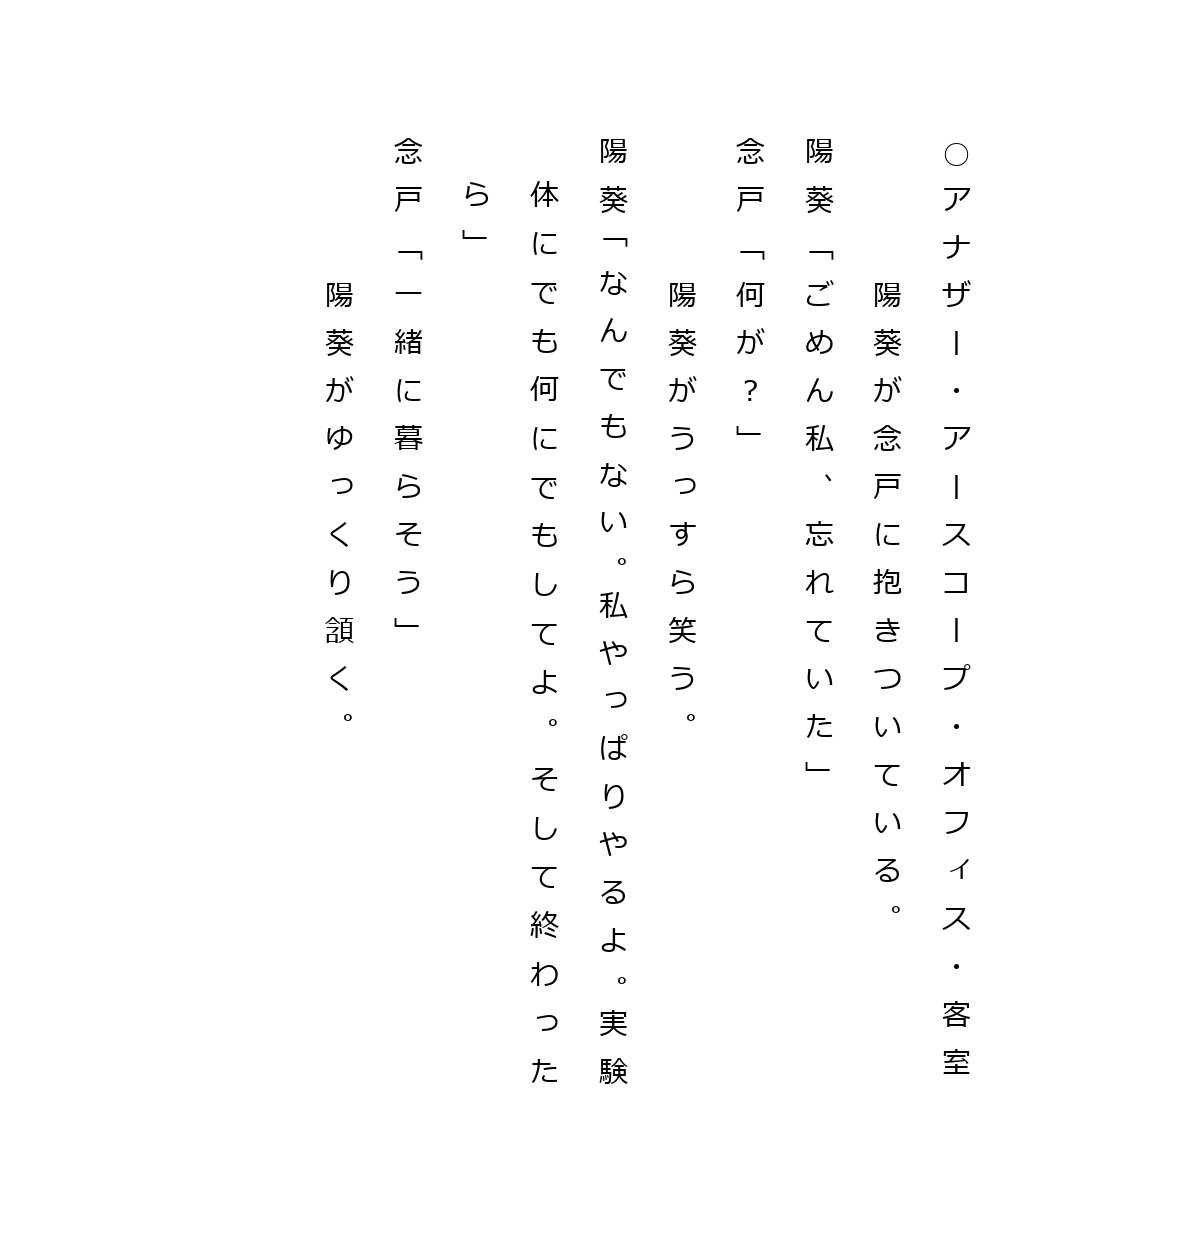 ○アナザー・アースコープ・オフィス・客室
陽葵が念戸に抱きついている。
陽葵「ごめん私、忘れていた」
念戸「何が？」
陽葵がうっすら笑う。
陽葵「なんでもない。私やっぱりやるよ。実験
体にでも何にでもしてよ。そして終わった
ら」
念戸「一緒に暮らそう」
陽葵がゆっくり頷く。